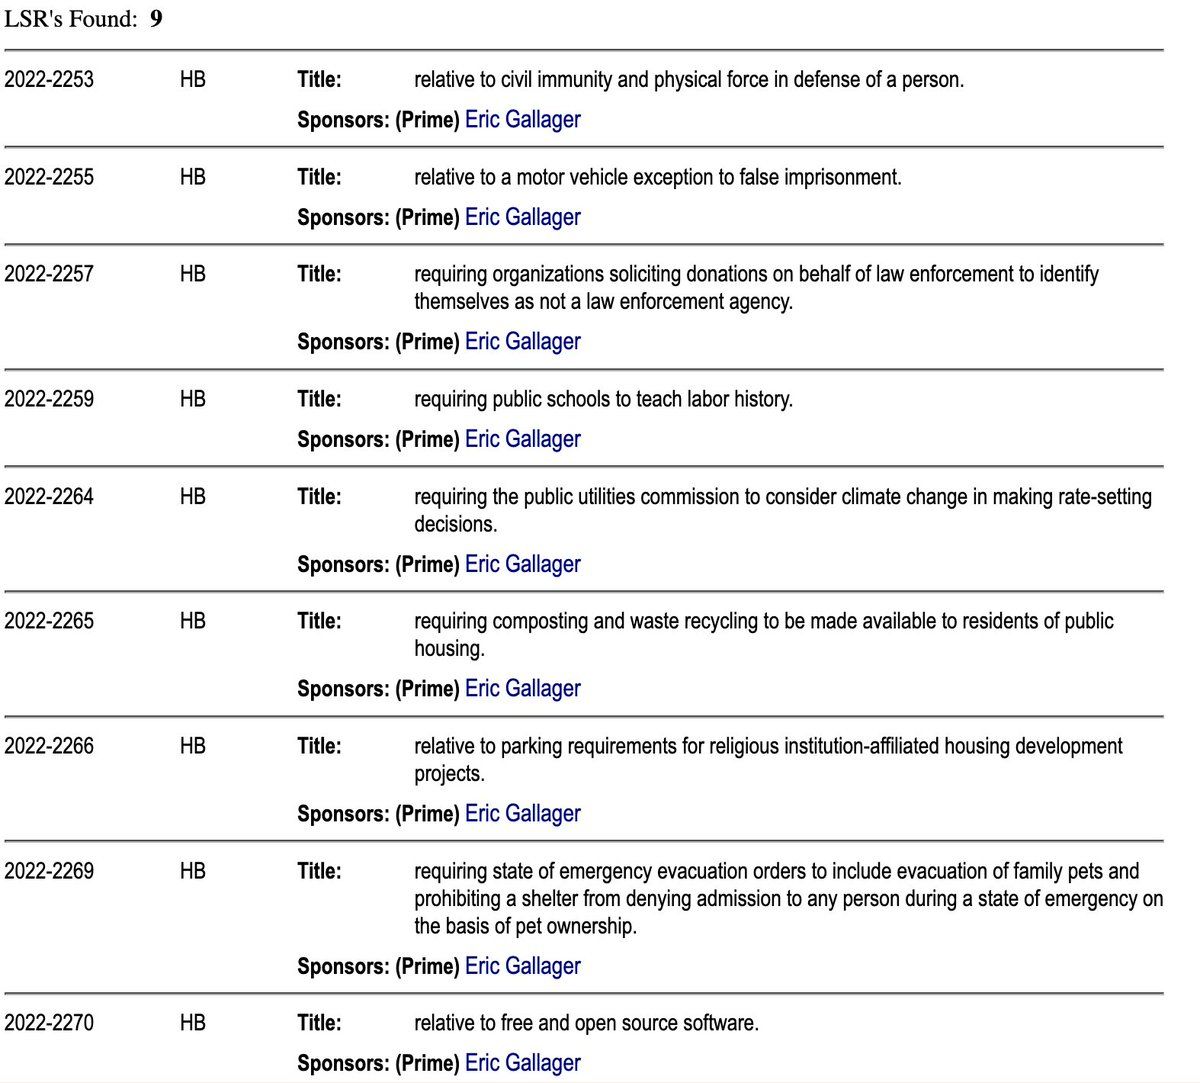 LSR's Found: 9
2022-2253 HB Title: relative to civil immunity and physical force in defense of a person.
Sponsors: (Prime) Eric Gallager
2022-2255 HB Title: relative to a motor vehicle exception to false imprisonment.
Sponsors: (Prime) Eric Gallager
2022-2257 HB Title: requiring organizations soliciting donations on behalf of law enforcement to identify
themselves as not a law enforcement agency.
Sponsors: (Prime) Eric Gallager
2022-2259 HB Title: requiring public schools to teach labor history.
Sponsors: (Prime) Eric Gallager
2022-2264 HB Title: requiring the public utilities commission to consider climate change in making rate-setting
decisions.
Sponsors: (Prime) Eric Gallager
2022-2265 HB Title: requiring composting and waste recycling to be made available to residents of public
housing.
Sponsors: (Prime) Eric Gallager
2022-2266 HB Title: relative to parking requirements for religious institution-affiliated housing development
projects.
Sponsors: (Prime) Eric Gallager
2022-2269 HB Title: requiring state of emergency evacuation orders to include evacuation of family pets and
prohibiting a shelter from denying admission to any person during a state of emergency on
the basis of pet ownership.
Sponsors: (Prime) Eric Gallager
2022-2270 HB Title: relative to free and open source software.
Sponsors: (Prime) Eric Gallager